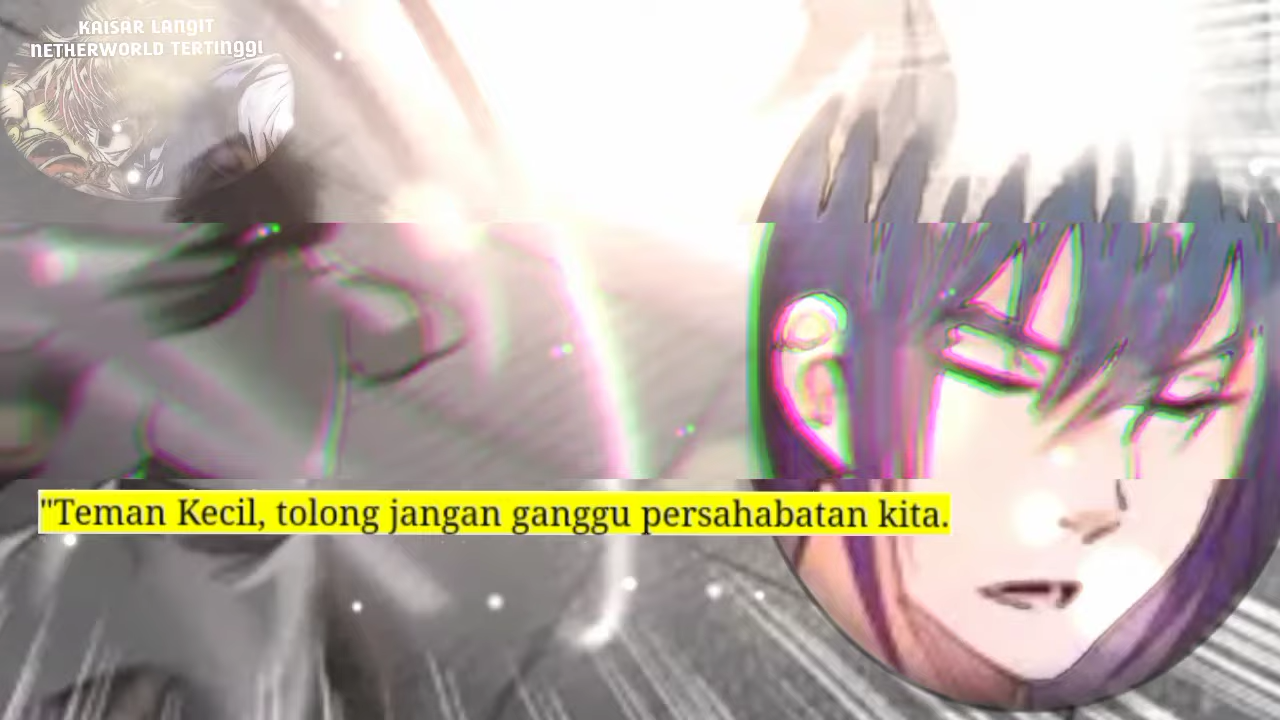 KAISAR LANGIT
NETHERWORLD TERTINGGI
"Teman Kecil, tolong jangan ganggu persahabatan kita.